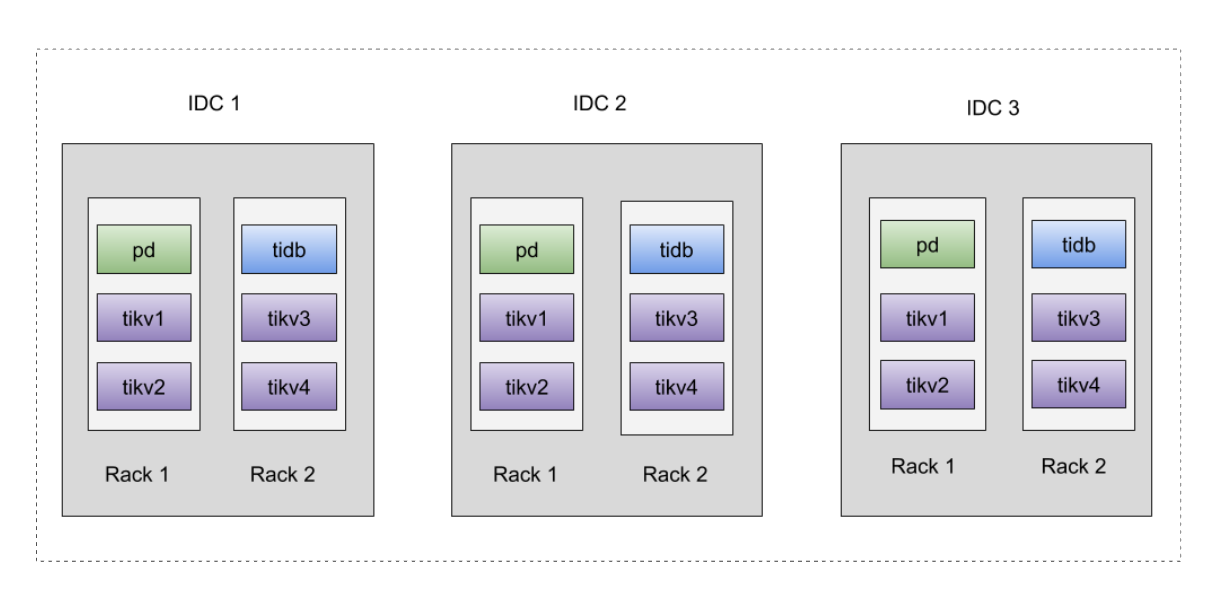 IDC 1
IDC 2
IDC 3
pd
tidb
tikv1
tikv3
tikv2
tikv4
Rack 1
Rack 2
pd
tidb
tikv1
tikv3
tikv2
tikv4
Rack 1
Rack 2
pd
tidb
tikv1
tikv3
tikv2
tikv4
Rack 1
Rack 2